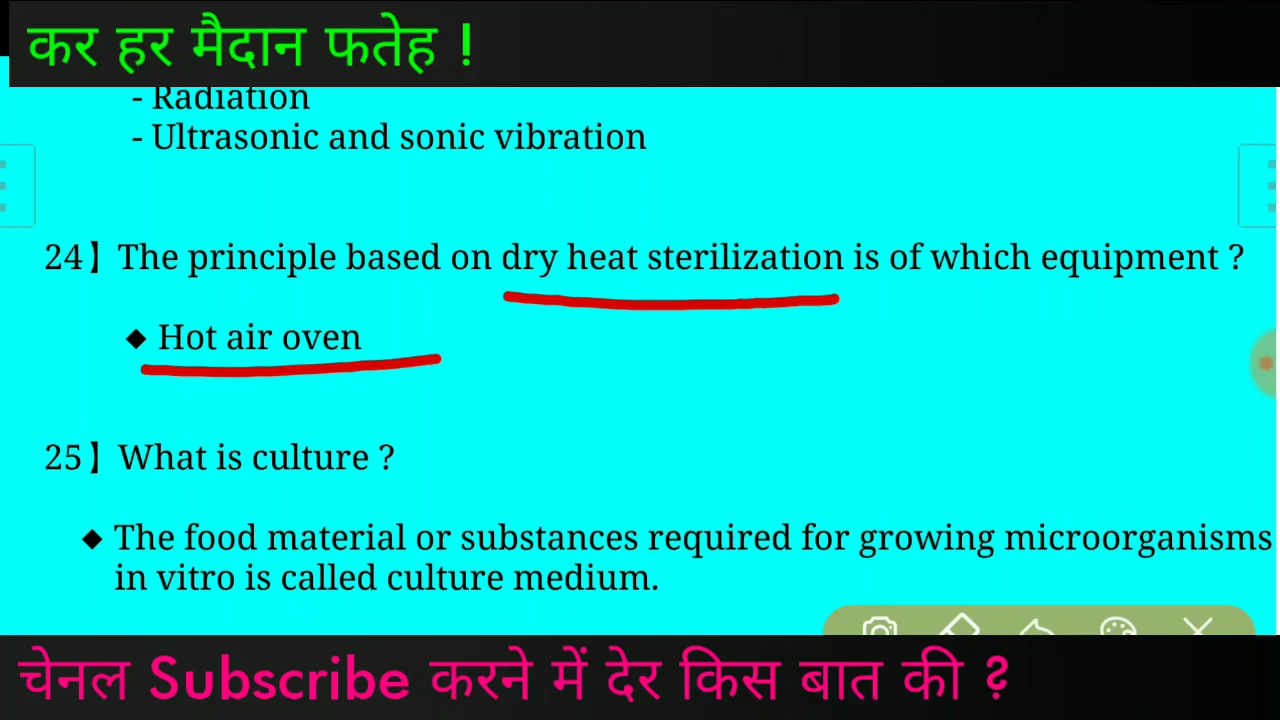 कर हर मैदान फतेह !
- Radiation
- Ultrasonic and sonic vibration
24】The principle based on dry heat sterilization is of which equipment ?
◆ Hot air oven
25】What is culture ?
◆ The food material or substances required for growing microorganisms
in vitro is called culture medium.
चेनल Subscribe करने में देर किस बात की ?